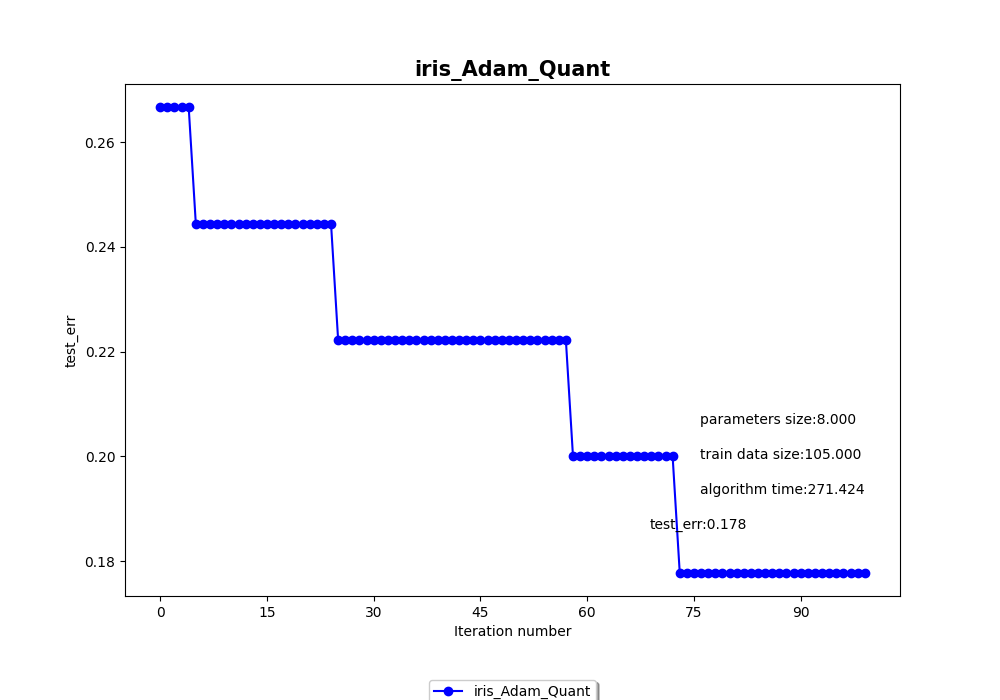 iris_Adam_Quant
0.26
0.24
0.22
0.20
0.18
test_err
parameters size:8.000
train data size:105.000
algorithm time:271.424
test_err:0.178
0 15 30 45 60 75 90
Iteration number
iris_Adam_Quant